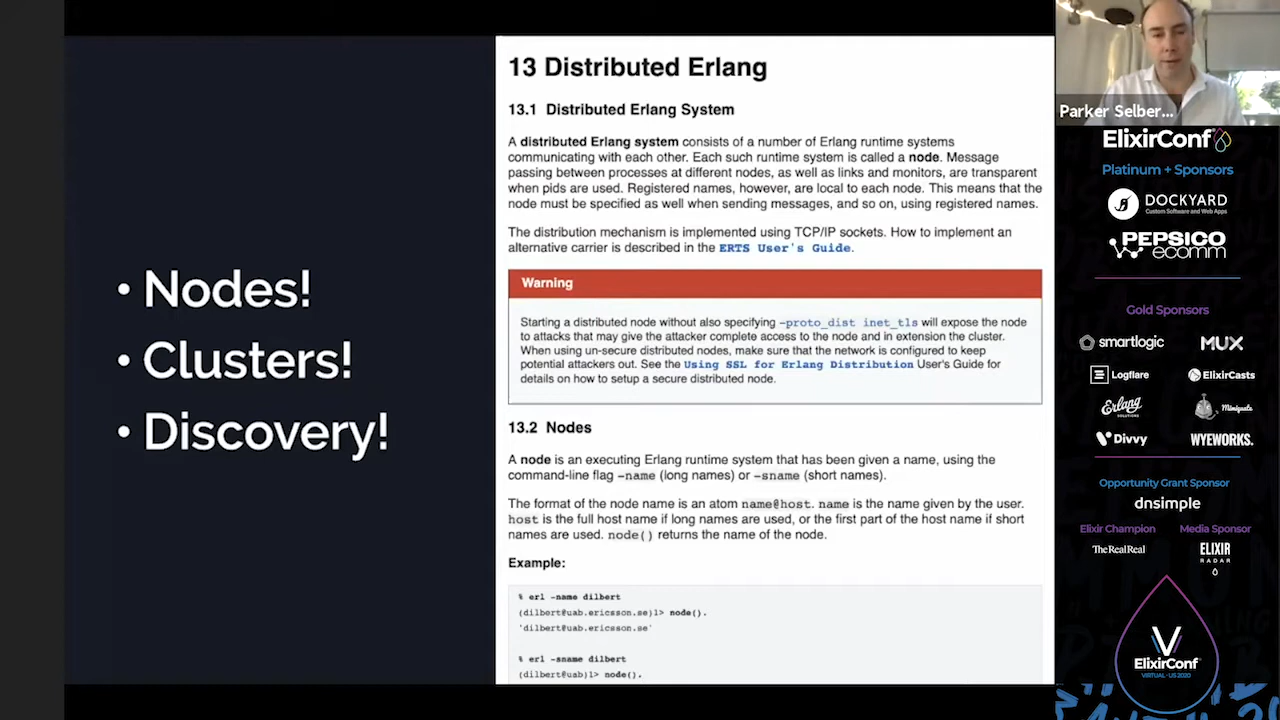 • Nodes!
• Clusters!
• Discovery!
13 Distributed Erlang
13.1 Distributed Erlang System
A distributed Erlang system consists of a number of Erlang runtime systems
communicating with each other. Each such runtime system is called a node. Message
passing between processes at different nodes, as well as links and monitors, are transparent
when pids are used. Registered names, however, are local to each node. This means that the
node must be specified as well when sending messages, and so on, using registered names.
The distribution mechanism is implemented using TCP/IP sockets. How to implement an
alternative carrier is described in the ERTS User's Guide.
Warning
Starting a distributed node without also specifying -proto_dist inet_tls will expose the node
to attacks that may give the attacker complete access to the node and in extension the cluster.
When using un-secure distributed nodes, make sure that the network is configured to keep
potential attackers out. See the Using SSL for Erlang Distribution User's Guide for
details on how to setup a secure distributed node.
13.2 Nodes
A node is an executing Erlang runtime system that has been given a name, using the
command-line flag -name (long names) or -sname (short names).
The format of the node name is an atom name@host. name is the name given by the user.
host is the full host name if long names are used, or the first part of the host name if short
names are used. node() returns the name of the node.
Example:
% erl -name dilbert
(dilbert@uab.ericsson.se)1> node().
'dilbert@uab.ericsson.se'
% erl -sname dilbert
(dilbert@uab)1> node().
Parker Selber...
ElixirConf
Platinum + Sponsors
DOCKYARD
Custom Software and Web Apps
PEPSICO
ecomm
Gold Sponsors
smartlogic
MUX
Logflare
ElixirCasts
Erlang
SOLUTIONS
Miniquote
Divvy
WYEWORKS.
Opportunity Grant Sponsor
dnsimple
Elixir Champion
Media Sponsor
The RealReal
ELIXIR
RADAR
ElixirConf
VIRTUAL · US 2020